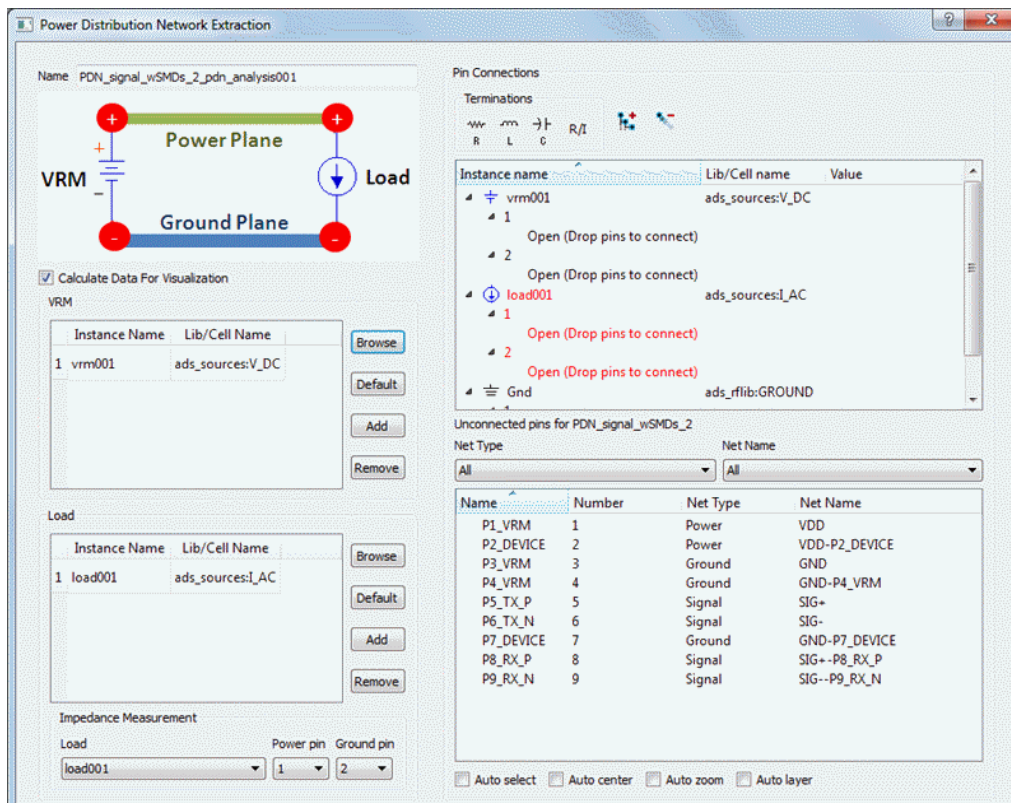 Power Distribution Network Extraction
?
Name PDN_signal_wSMDs_2_pdn_analysis001
+ +
Power Plane
+
VRM Load
−
Ground Plane
- -
Calculate Data For Visualization
VRM
Instance Name Lib/Cell Name
1 vrm001 ads_sources:V_DC
Browse
Default
Add
Remove
Load
Instance Name Lib/Cell Name
1 load001 ads_sources:I_AC
Browse
Default
Add
Remove
Impedance Measurement
Load Power pin Ground pin
load001 1 2
Pin Connections
Terminations
R L C R/I
Instance name Lib/Cell name Value
vrm001 ads_sources:V_DC
1
Open (Drop pins to connect)
2
Open (Drop pins to connect)
load001 ads_sources:I_AC
1
Open (Drop pins to connect)
2
Open (Drop pins to connect)
Gnd ads_rflib:GROUND
1
Unconnected pins for PDN_signal_wSMDs_2
Net Type Net Name
All All
Name Number Net Type Net Name
P1_VRM 1 Power VDD
P2_DEVICE 2 Power VDD-P2_DEVICE
P3_VRM 3 Ground GND
P4_VRM 4 Ground GND-P4_VRM
P5_TX_P 5 Signal SIG+
P6_TX_N 6 Signal SIG-
P7_DEVICE 7 Ground GND-P7_DEVICE
P8_RX_P 8 Signal SIG+-P8_RX_P
P9_RX_N 9 Signal SIG--P9_RX_N
Auto select Auto center Auto zoom Auto layer